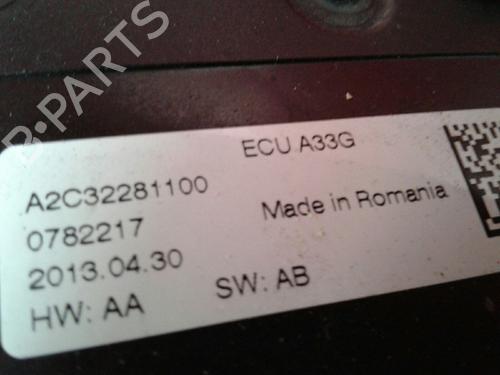 B-PARTS
ECU A33G
A2C32281100
0782217
Made in Romania
2013.04.30
HW: AA
SW: AB